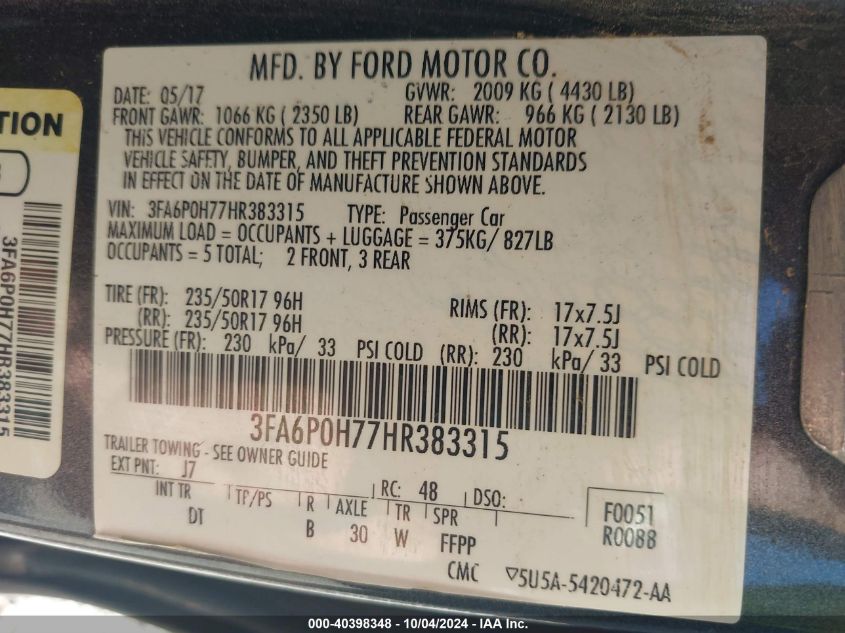 MFD. BY FORD MOTOR CO.
DATE: 05/17 GVWR: 2009 KG ( 4430 LB)
FRONT GAWR: 1066 KG ( 2350 LB) REAR GAWR: 966 KG ( 2130 LB)
THIS VEHICLE CONFORMS TO ALL APPLICABLE FEDERAL MOTOR
VEHICLE SAFETY, BUMPER, AND THEFT PREVENTION STANDARDS
IN EFFECT ON THE DATE OF MANUFACTURE SHOWN ABOVE.
VIN: 3FA6P0H77HR383315 TYPE: Passenger Car
MAXIMUM LOAD = OCCUPANTS + LUGGAGE = 375KG/ 827LB
OCCUPANTS = 5 TOTAL; 2 FRONT, 3 REAR
TIRE (FR): 235/50R17 96H RIMS (FR): 17x7.5J
(RR): 235/50R17 96H (RR): 17x7.5J
PRESSURE (FR): 230 kPa/ 33 PSI COLD (RR): 230 kPa/ 33 PSI COLD
3FA6P0H77HR383315
TRAILER TOWING - SEE OWNER GUIDE
EXT PNT: J7 RC: 48 DSO:
INT TR TP/PS R AXLE TR SPR F0051
DT B 30 W FFPP R0088
CMC 5U5A-5420472-AA
TION
3FA6P0H77HR383315
000-40398348 - 10/04/2024 - IAA Inc.